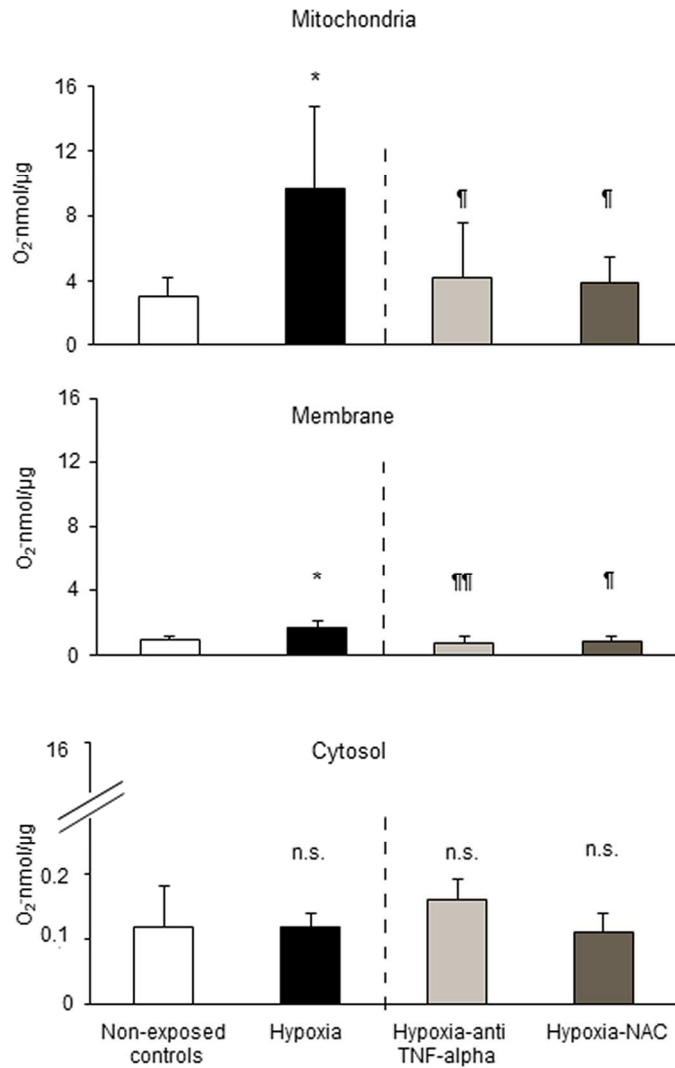 Mitochondria
16
*
12
¶
¶
8
4
0
O₂⁻nmol/µg
16
Membrane
12
8
*
¶¶
¶
4
0
O₂⁻nmol/µg
16
Cytosol
n.s.
n.s.
n.s.
0.2
0.1
0
O₂⁻nmol/µg
Non-exposed
controls
Hypoxia
Hypoxia-anti
TNF-alpha
Hypoxia-NAC